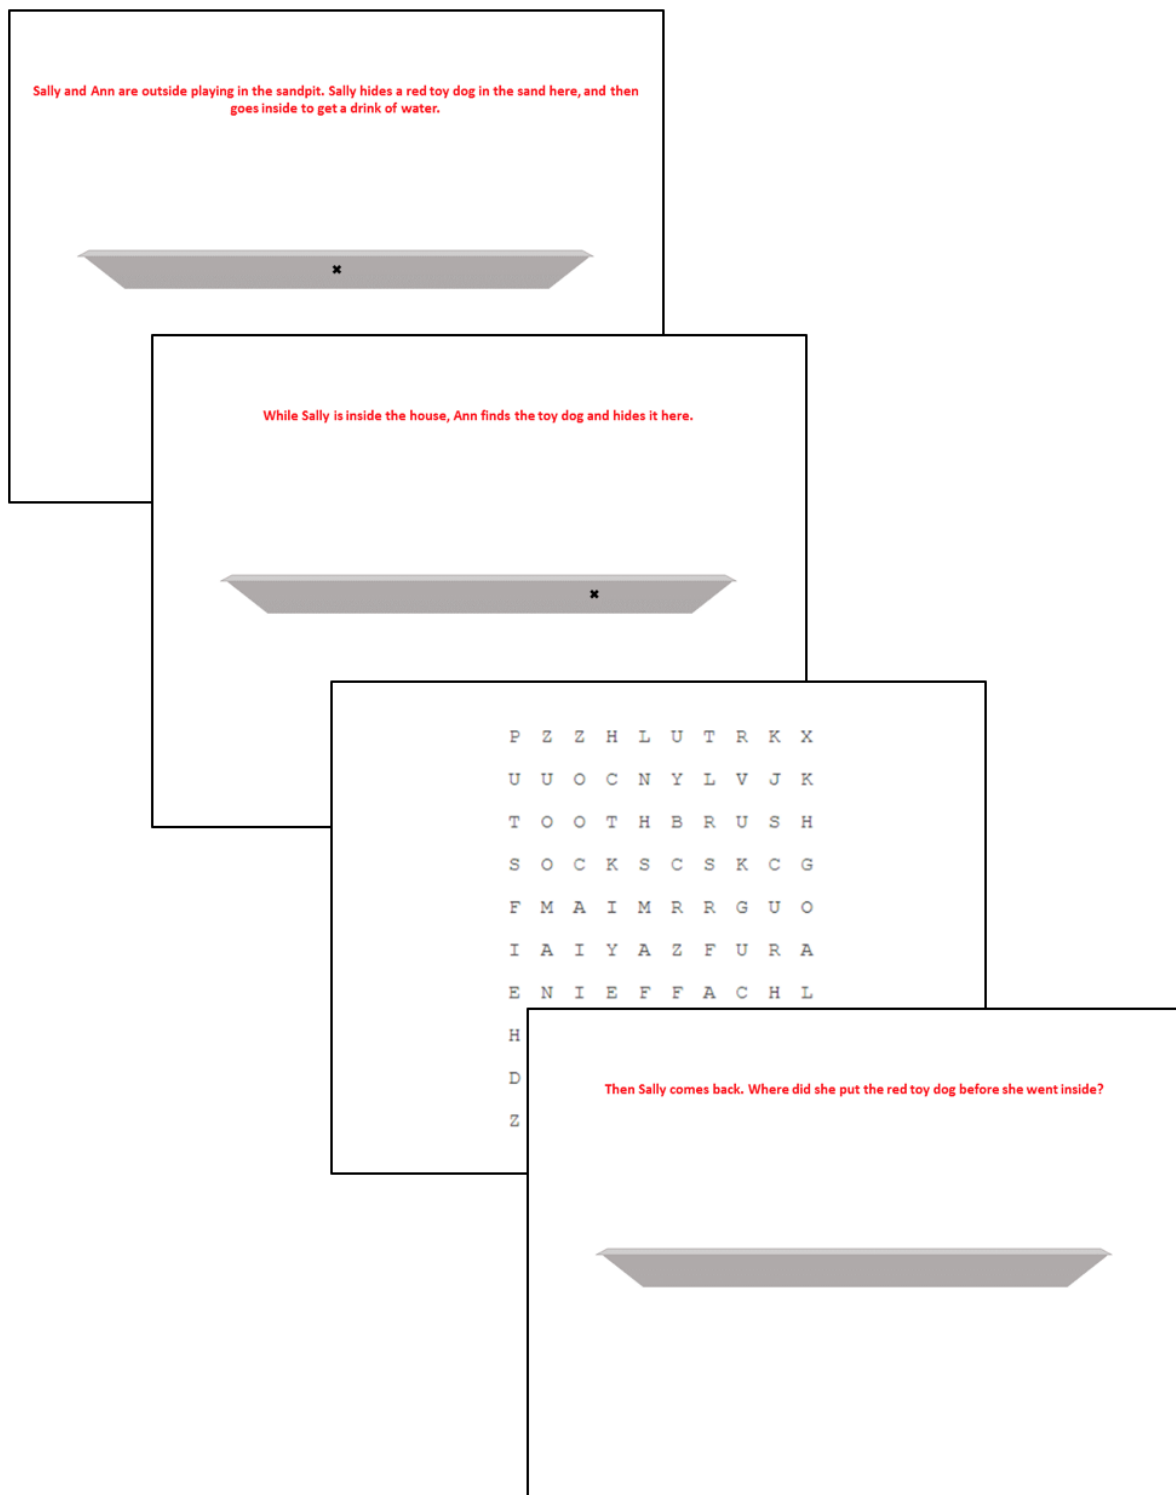 Sally and Ann are outside playing in the sandpit. Sally hides a red toy dog in the sand here, and then
goes inside to get a drink of water.
While Sally is inside the house, Ann finds the toy dog and hides it here.
P Z Z H L U T R K X
U U O C N Y L V J K
T O O T H B R U S H
S O C K S C S K C G
F M A I M R R G U O
I A I Y A Z F U R A
E N I E F F A C H L
H
D
Z
Then Sally comes back. Where did she put the red toy dog before she went inside?